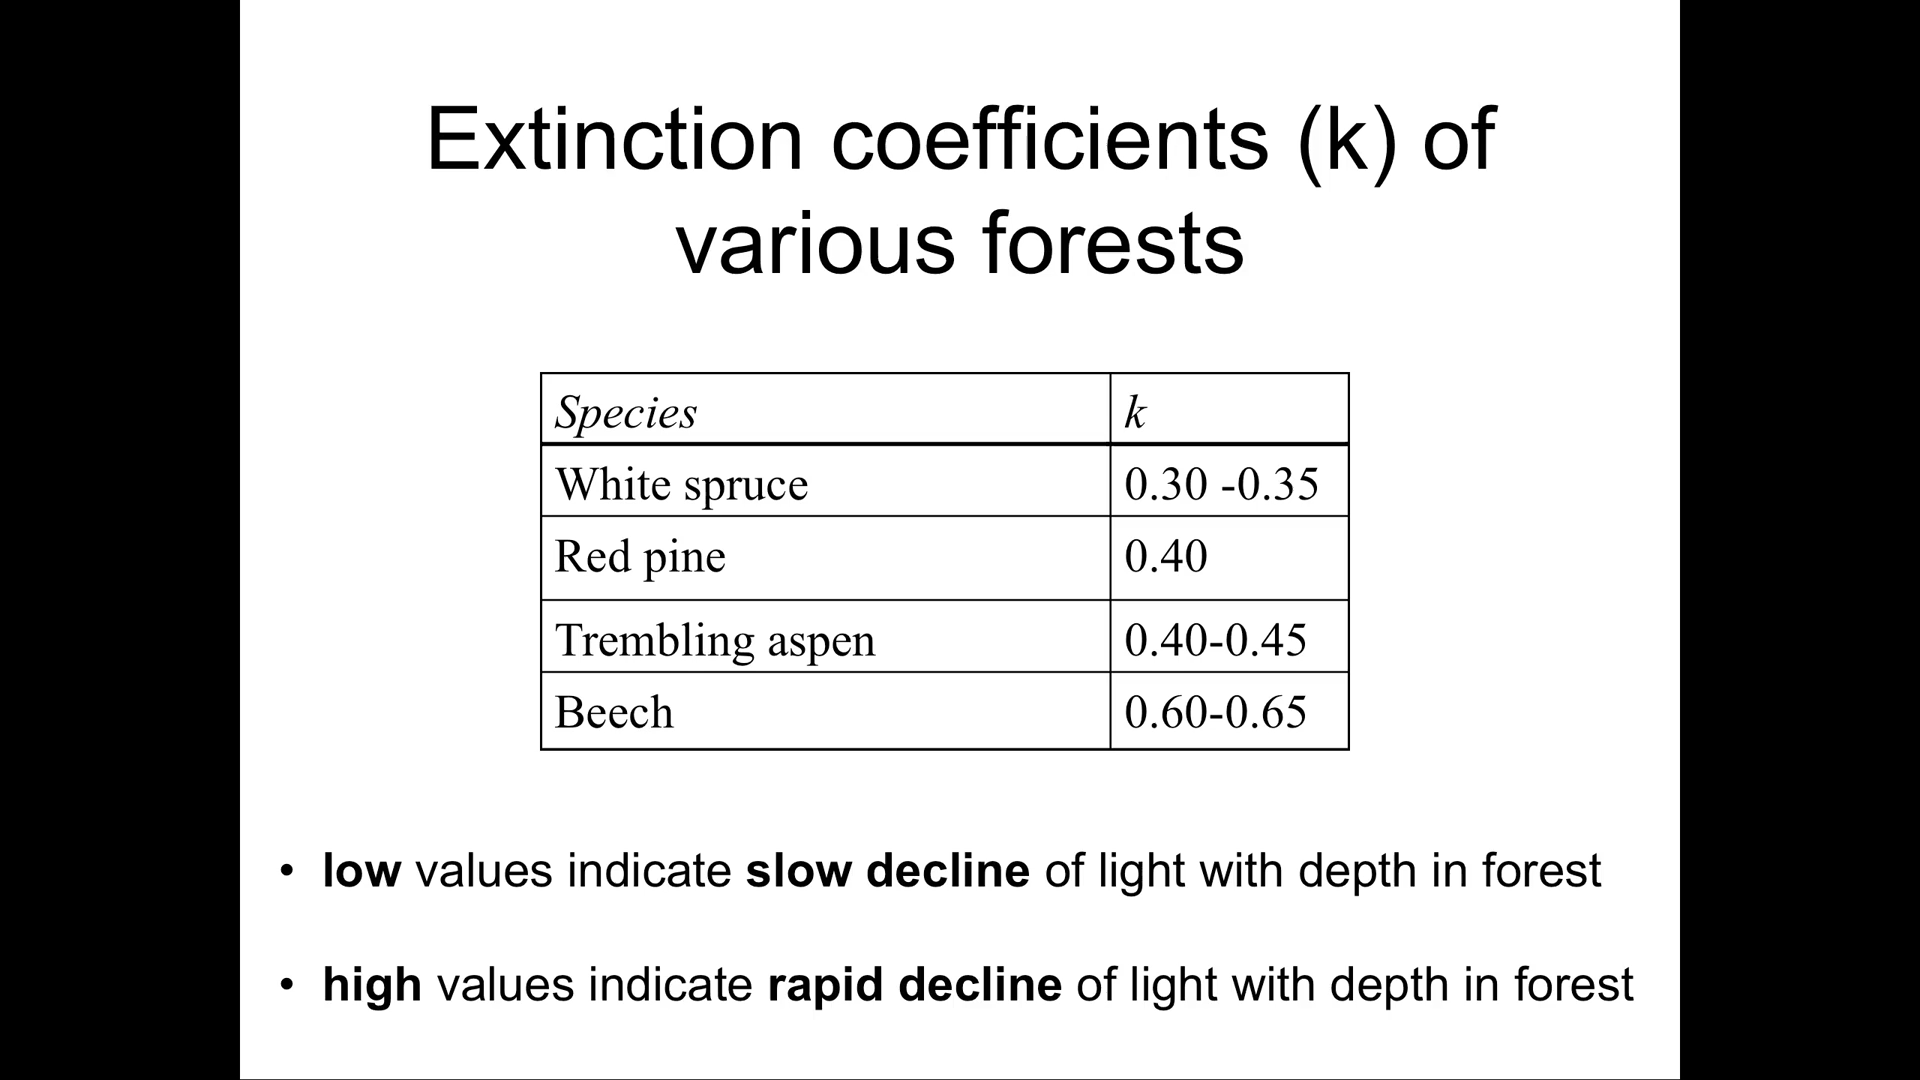 Extinction coefficients (k) of
various forests
Species k
White spruce 0.30 -0.35
Red pine 0.40
Trembling aspen 0.40-0.45
Beech 0.60-0.65
• low values indicate slow decline of light with depth in forest
• high values indicate rapid decline of light with depth in forest